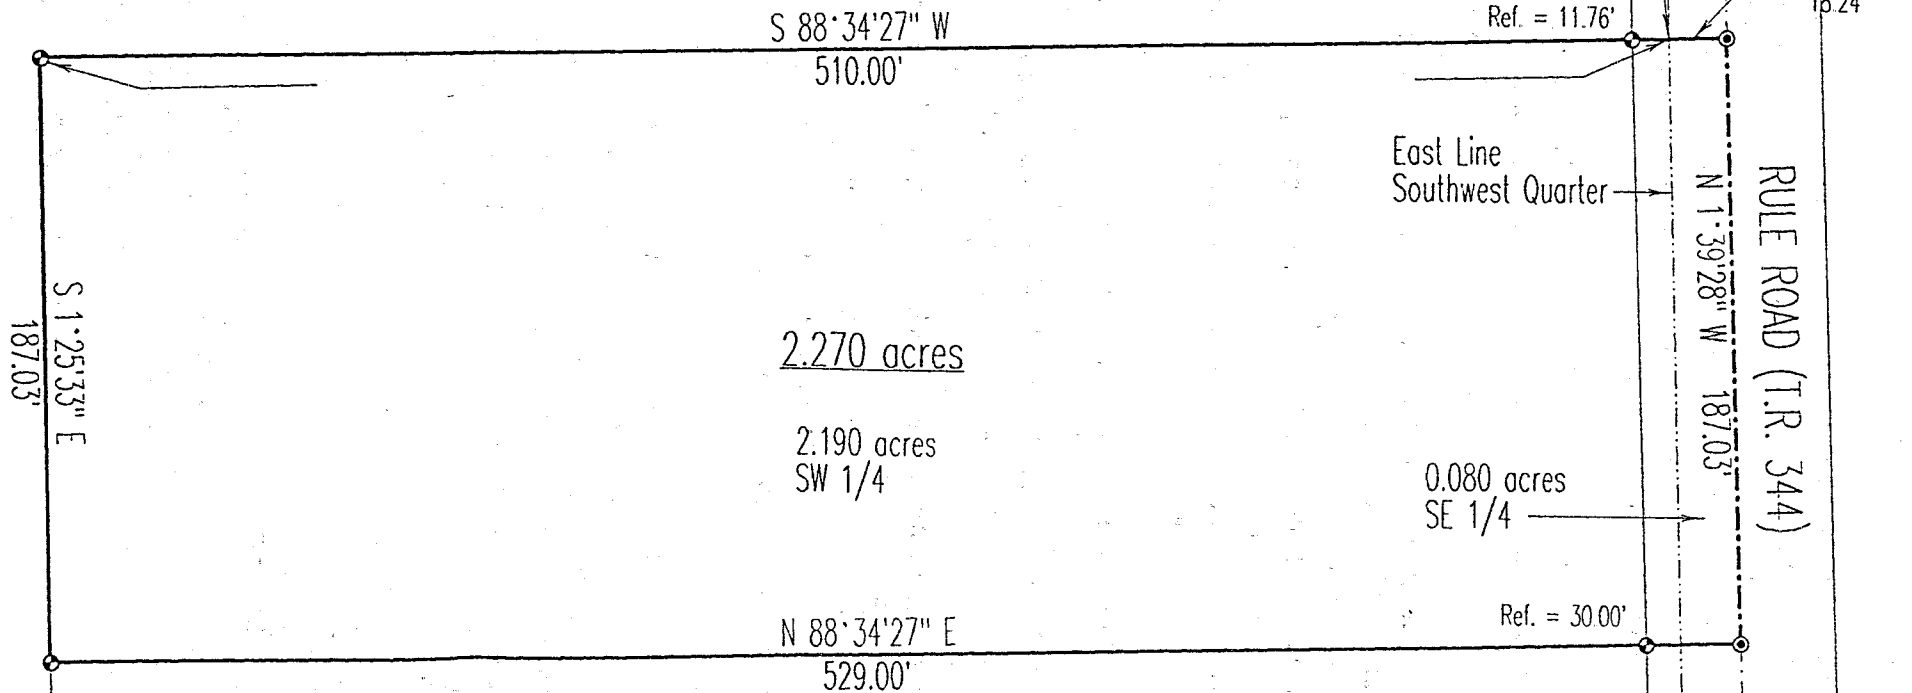 S 88°34'27" W
510.00'
Ref. = 11.76'
East Line
Southwest Quarter
N 1°39'28" W 187.03'
RULE ROAD (T.R. 344)
S 1°25'33" E
187.03'
2.270 acres
2.190 acres
SW 1/4
0.080 acres
SE 1/4
Ref. = 30.00'
N 88°34'27" E
529.00'